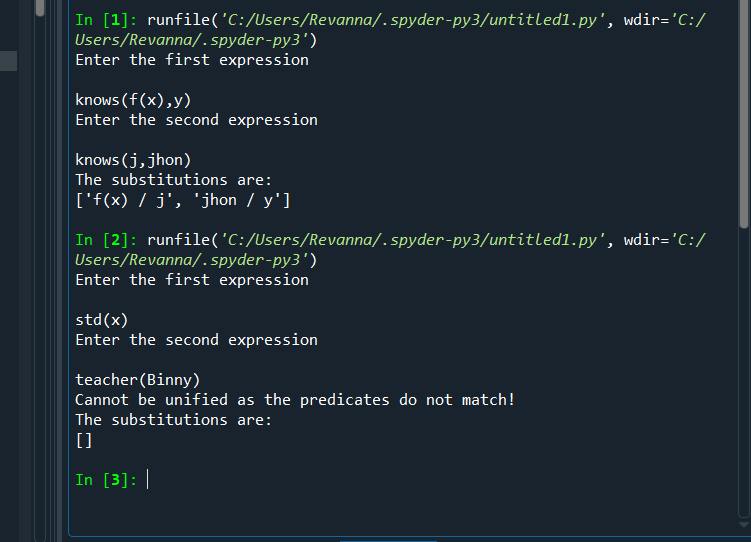 In [1]: runfile('C:/Users/Revanna/.spyder-py3/untitled1.py', wdir='C:/
Users/Revanna/.spyder-py3')
Enter the first expression
knows(f(x),y)
Enter the second expression
knows(j,jhon)
The substitutions are:
['f(x) / j', 'jhon / y']
In [2]: runfile('C:/Users/Revanna/.spyder-py3/untitled1.py', wdir='C:/
Users/Revanna/.spyder-py3')
Enter the first expression
std(x)
Enter the second expression
teacher(Binny)
Cannot be unified as the predicates do not match!
The substitutions are:
[]
In [3]: